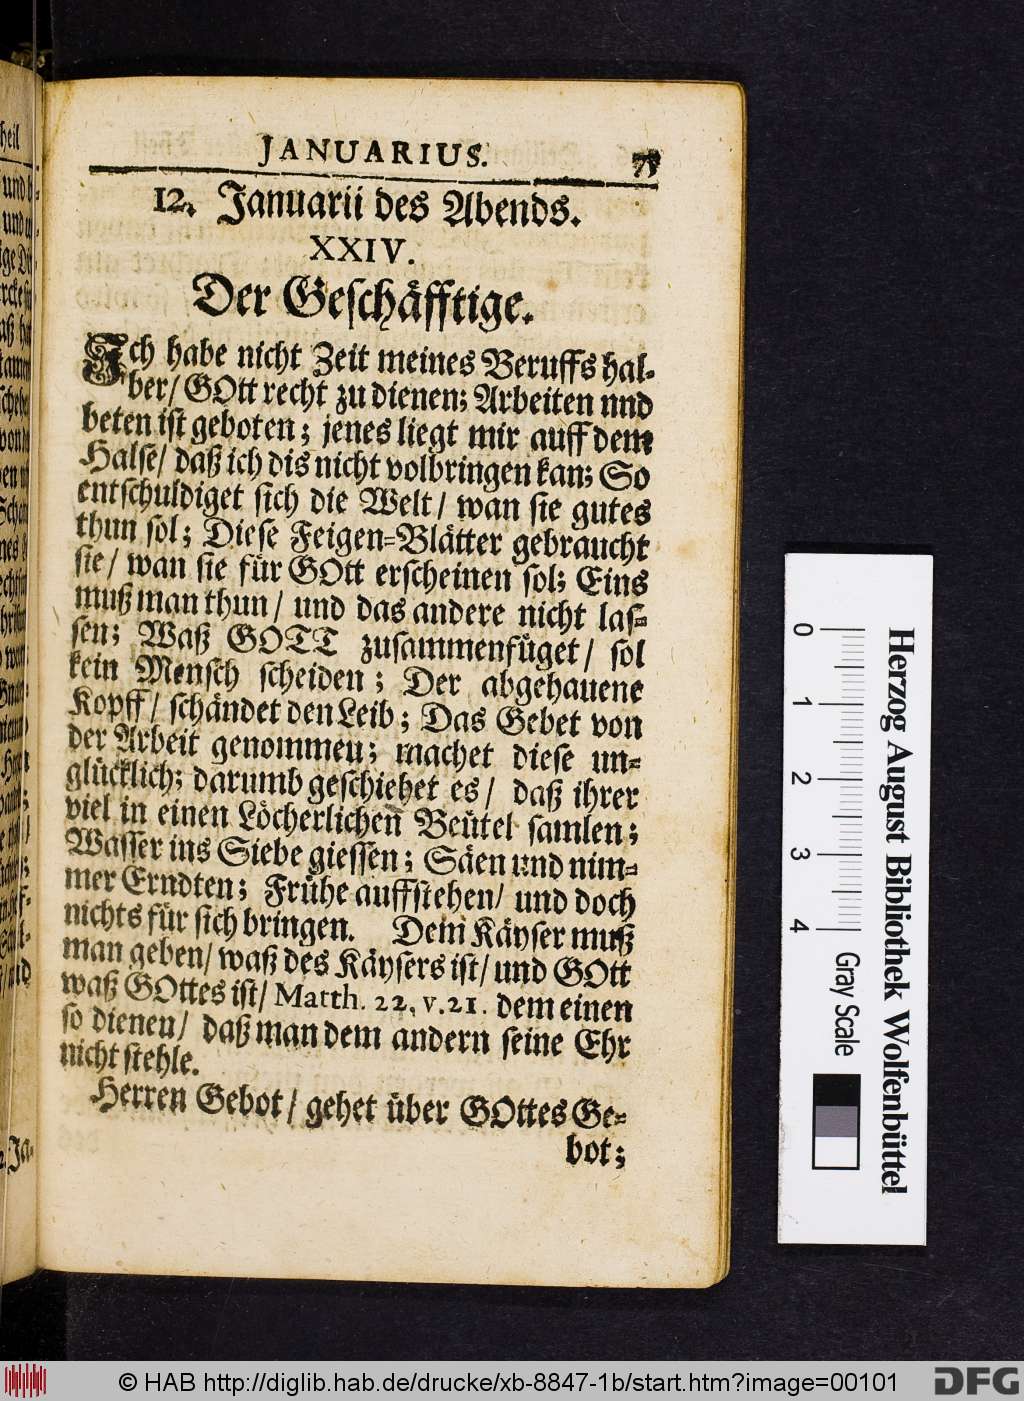 JANUARIUS. 75
12. Januarii des Abends.
XXIV.
Der Geschäfftige.
Ich habe nicht Zeit meines Beruffs hal-
ber/ GOtt recht zu dienen; Arbeiten nnd
beten ist geboten; jenes liegt mir auff dem
Halse/ daß ich dis nicht volbringen kan; So
entschuldiget sich die Welt/ wan sie gutes
thun sol; Diese Feigen-Blätter gebraucht
sie/ wan sie für GOtt erscheinen sol; Eins
muß man thun/ und das andere nicht las-
sen; Waß GOTT zusammenfüget/ sol
kein Mensch scheiden; Der abgehauene
Kopff/ schändet den Leib; Das Gebet von
der Arbeit genommeu; machet diese un-
glücklich; darumb geschiehet es/ daß ihrer
viel in einen Löcherlichen Beütel samlen;
Wasser ins Siebe giessen; Säen und nim-
mer Erndten; Frühe auffstehen/ und doch
nichts für sich bringen. Dem Käyser muß
man geben/ waß des Käysers ist/ und GOtt
waß GOttes ist/ Matth. 22, v. 21. dem einen
so dieneu/ daß man dem andern seine Ehr
nicht stehle.
Herren Gebot/ gehet über GOttes Ge-
bot;
Herzog August Bibliothek Wolfenbüttel
0 1 2 3 4
Gray Scale
© HAB http://diglib.hab.de/drucke/xb-8847-1b/start.htm?image=00101
DFG